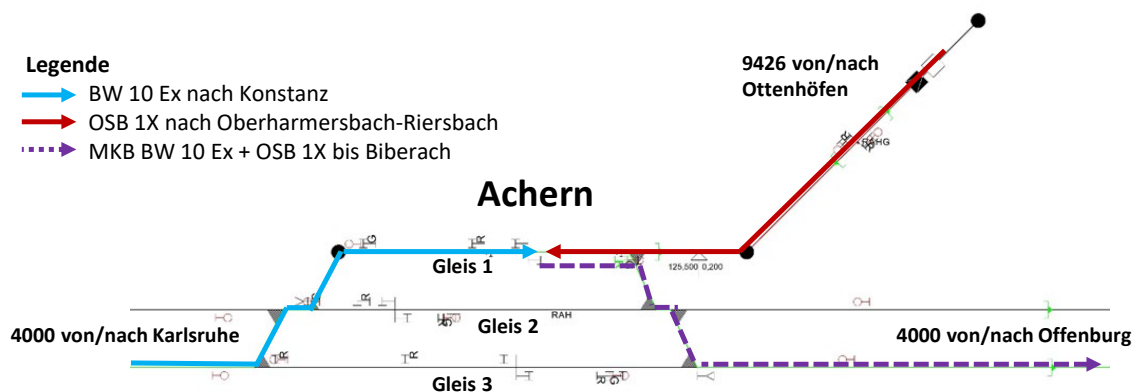 Legende
BW 10 Ex nach Konstanz
OSB 1X nach Oberharmersbach-Riersbach
MKB BW 10 Ex + OSB 1X bis Biberach
9426 von/nach
Ottenhöfen
RAHG
Achern
Gleis 1
125,500 0,200
4000 von/nach Karlsruhe
Gleis 2
RAH
4000 von/nach Offenburg
Gleis 3